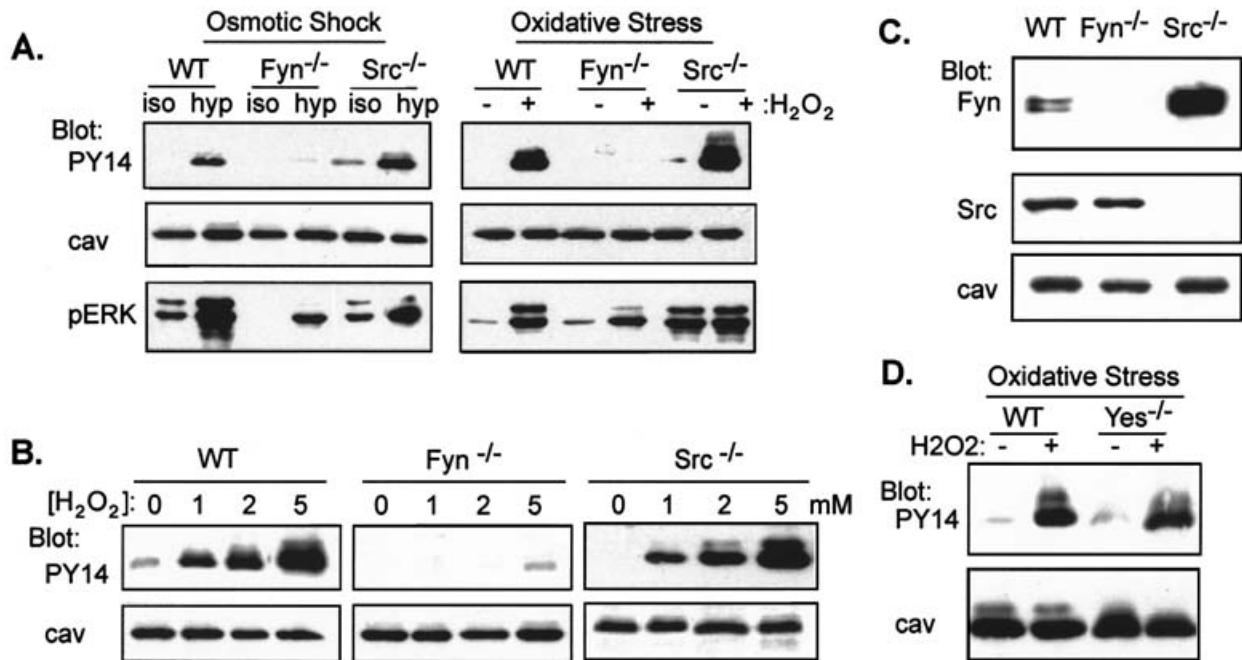 A.
Osmotic Shock
WT Fyn-/- Src-/-
iso hyp iso hyp iso hyp
Blot:
PY14
cav
pERK
Oxidative Stress
WT Fyn-/- Src-/-
- + - + - + :H2O2
B.
WT Fyn -/- Src -/-
[H2O2]: 0 1 2 5 0 1 2 5 0 1 2 5 mM
Blot:
PY14
cav
C.
WT Fyn-/- Src-/-
Blot:
Fyn
Src
cav
D.
Oxidative Stress
WT Yes-/-
H2O2: - + - +
Blot:
PY14
cav